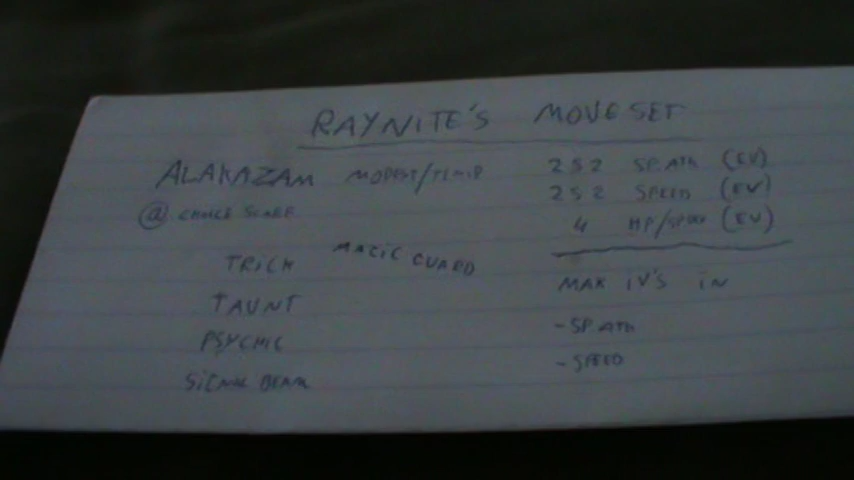 RAYNITE'S MOVESET
ALAKAZAM MODEST/TIMID
@ CHOICE SCARF
MAGIC GUARD
TRICK
TAUNT
PSYCHIC
SIGNAL BEAM
252 SP.ATK (EV)
252 SPEED (EV)
4 HP/ (EV)
MAX IV'S IN
-SP.ATK
-SPEED